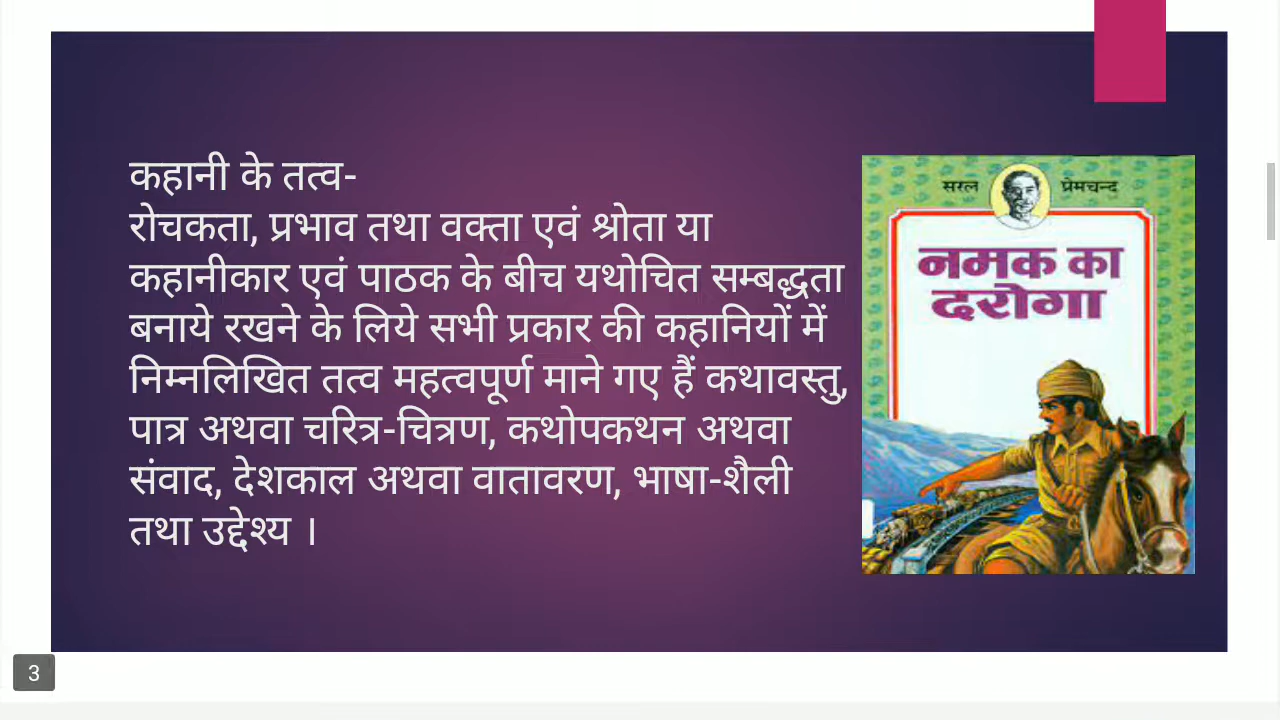 कहानी के तत्व-
रोचकता, प्रभाव तथा वक्ता एवं श्रोता या
कहानीकार एवं पाठक के बीच यथोचित सम्बद्धता
बनाये रखने के लिये सभी प्रकार की कहानियों में
निम्नलिखित तत्व महत्वपूर्ण माने गए हैं कथावस्तु,
पात्र अथवा चरित्र-चित्रण, कथोपकथन अथवा
संवाद, देशकाल अथवा वातावरण, भाषा-शैली
तथा उद्देश्य ।
सरल प्रेमचन्द
नमक का
दरोगा
3